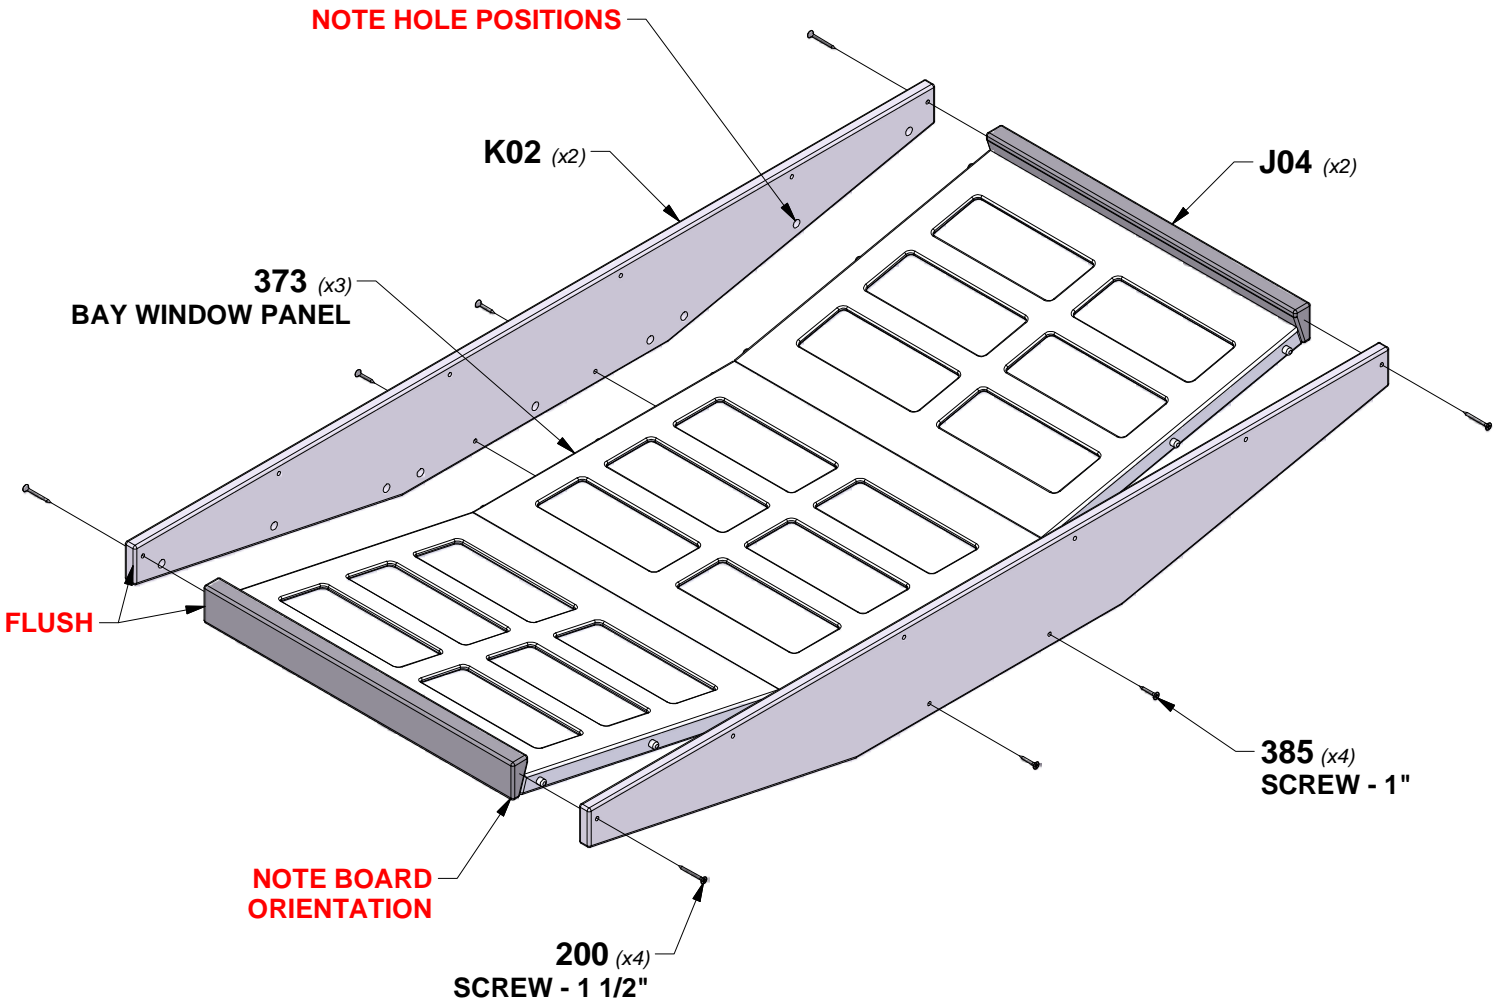 NOTE HOLE POSITIONS
K02 (x2)
J04 (x2)
373 (x3)
BAY WINDOW PANEL
FLUSH
385 (x4)
SCREW - 1"
NOTE BOARD
ORIENTATION
200 (x4)
SCREW - 1 1/2"